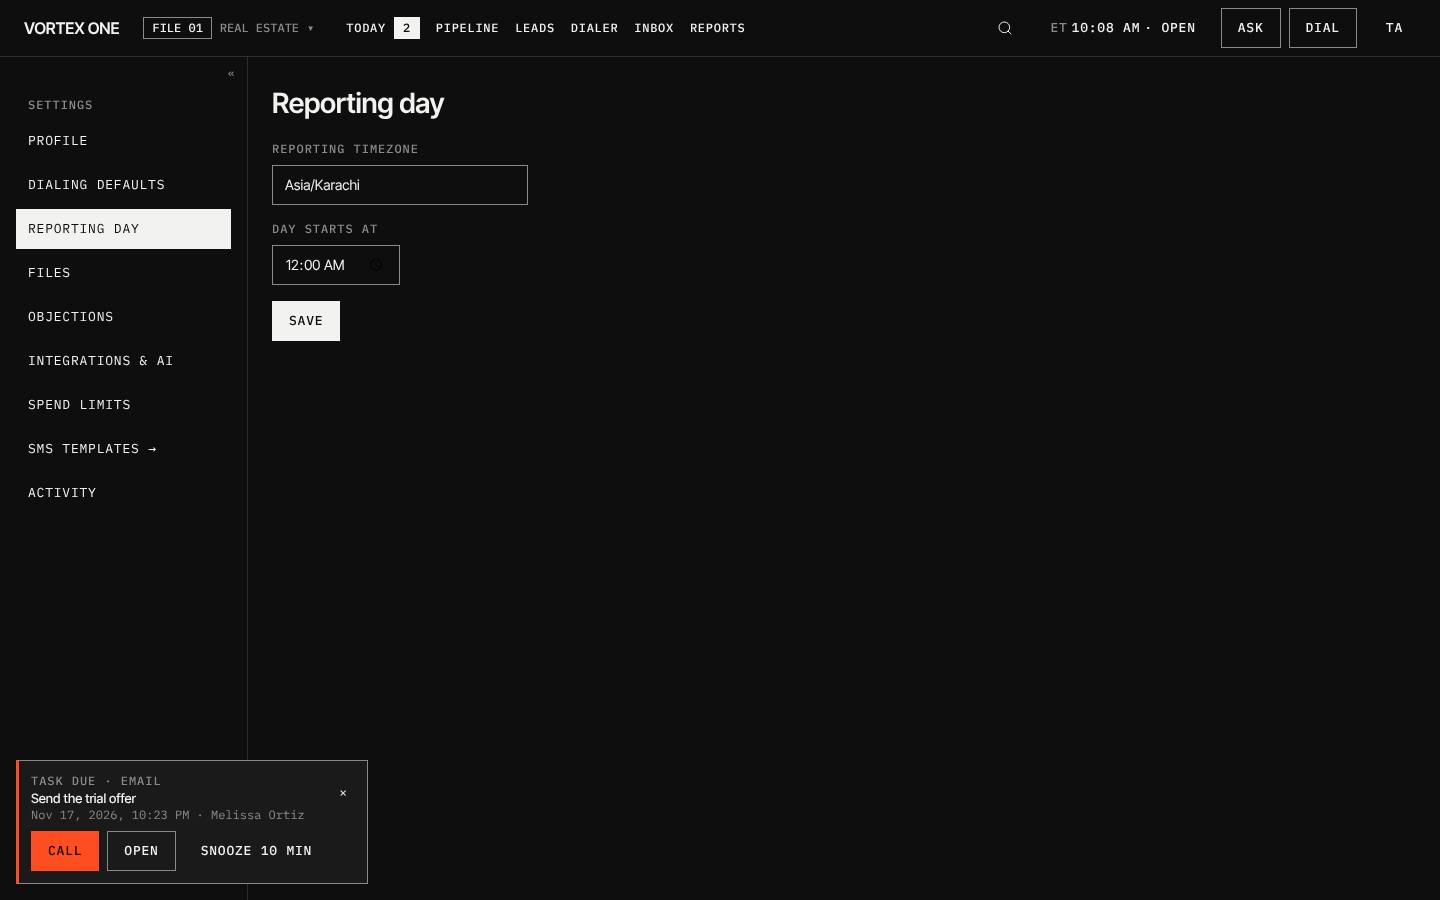 VORTEX ONE FILE 01 REAL ESTATE ▾ TODAY 2 PIPELINE LEADS DIALER INBOX REPORTS ET 10:08 AM · OPEN ASK DIAL TA
«
SETTINGS
PROFILE
DIALING DEFAULTS
REPORTING DAY
FILES
OBJECTIONS
INTEGRATIONS & AI
SPEND LIMITS
SMS TEMPLATES →
ACTIVITY
Reporting day
REPORTING TIMEZONE
Asia/Karachi
DAY STARTS AT
12:00 AM
SAVE
TASK DUE · EMAIL
×
Send the trial offer
Nov 17, 2026, 10:23 PM · Melissa Ortiz
CALL OPEN SNOOZE 10 MIN